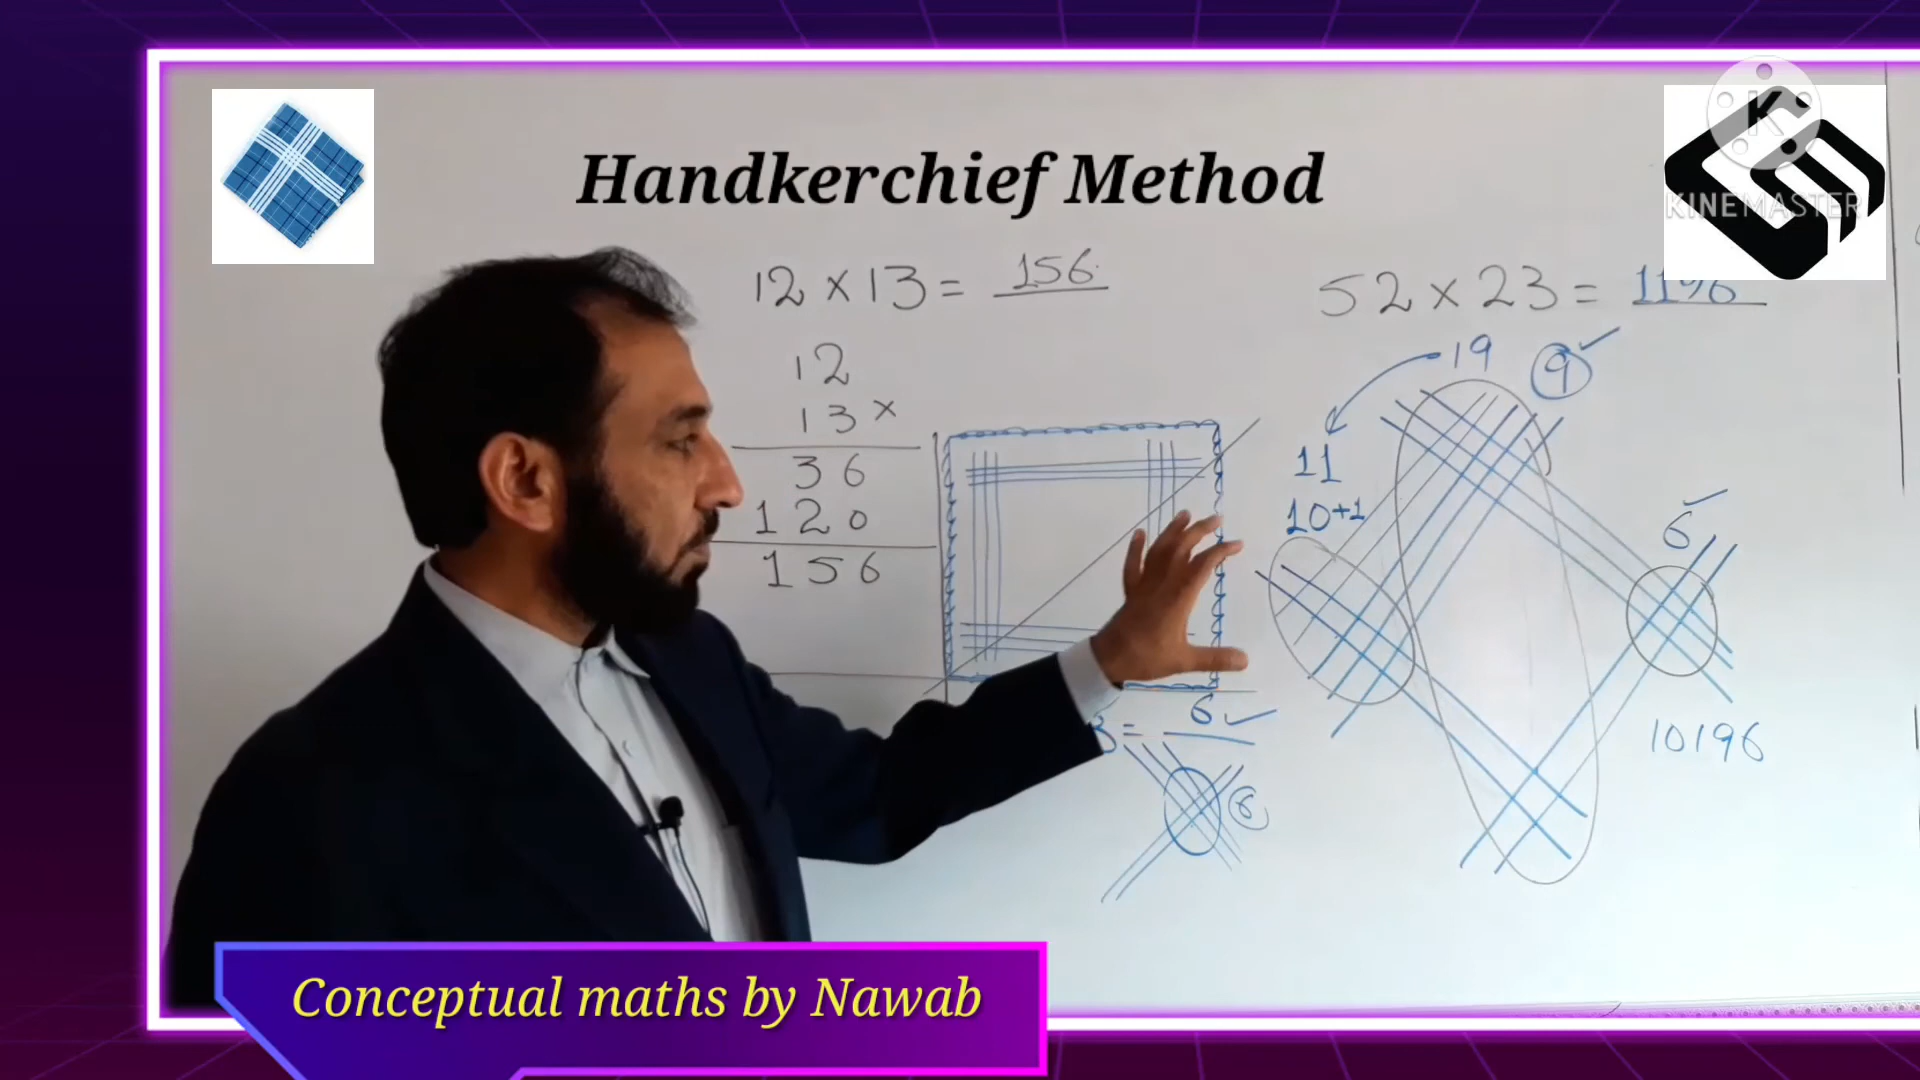 Handkerchief Method
KINEMASTER
12 × 13 = 156
12
13 ×
36
120
156
6
6
52 × 23 = 1196
19
9
11
10+1
6
10196
Conceptual maths by Nawab